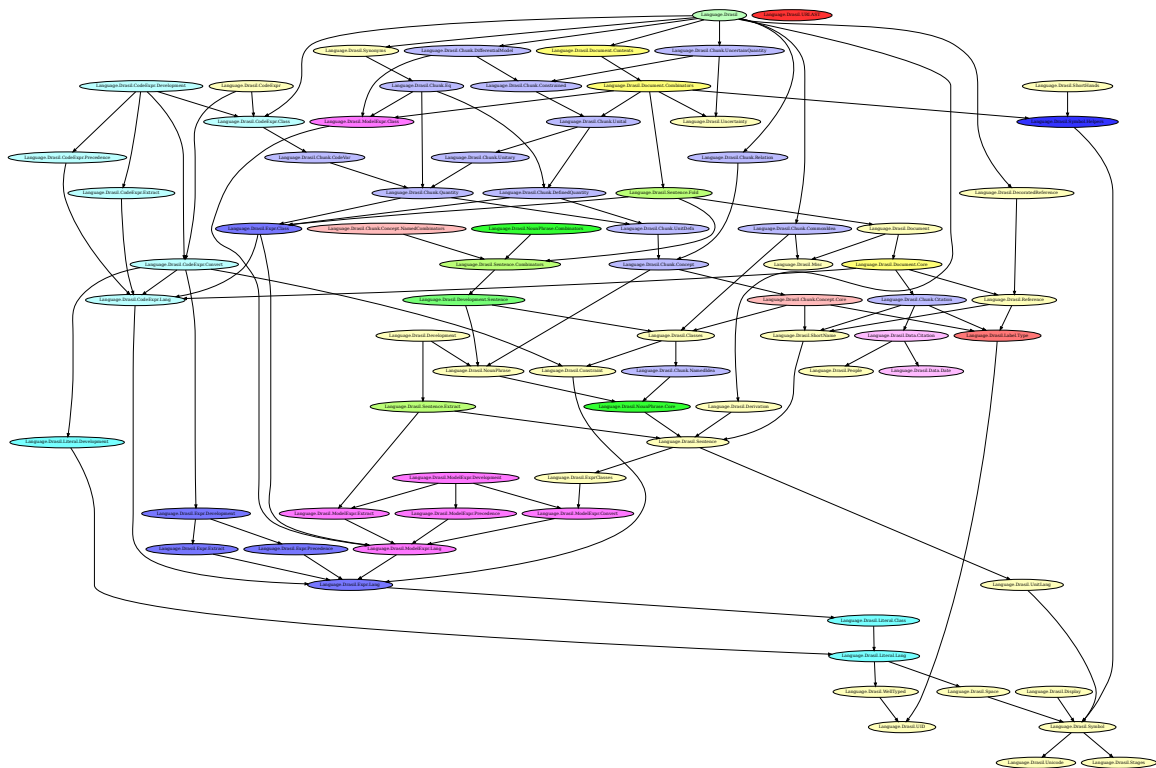 Language.Drasil
Language.Drasil.Synonyms
Language.Drasil.Chunk.DifferentialModel
Language.Drasil.Document.Contents
Language.Drasil.Chunk.UncertainQuantity
Language.Drasil.CodeExpr.Development
Language.Drasil.CodeExpr
Language.Drasil.Chunk.Eq
Language.Drasil.Chunk.Constrained
Language.Drasil.Document.Combinators
Language.Drasil.ShortHands
Language.Drasil.CodeExpr.Class
Language.Drasil.ModelExpr.Class
Language.Drasil.Chunk.Unital
Language.Drasil.Uncertainty
Language.Drasil.CodeExpr.Precedence
Language.Drasil.Chunk.CodeVar
Language.Drasil.Chunk.Unitary
Language.Drasil.Chunk.Relation
Language.Drasil.CodeExpr.Extract
Language.Drasil.Chunk.Quantity
Language.Drasil.Chunk.DefinedQuantity
Language.Drasil.Sentence.Fold
Language.Drasil.DecoratedReference
Language.Drasil.Expr.Class
Language.Drasil.Chunk.Concept.NamedCombinators
Language.Drasil.NounPhrase.Combinators
Language.Drasil.Chunk.UnitDefn
Language.Drasil.Chunk.CommonIdea
Language.Drasil.Document
Language.Drasil.CodeExpr.Convert
Language.Drasil.Sentence.Combinators
Language.Drasil.Chunk.Concept
Language.Drasil.Misc
Language.Drasil.Document.Core
Language.Drasil.CodeExpr.Lang
Language.Drasil.Development.Sentence
Language.Drasil.Chunk.Concept.Core
Language.Drasil.Chunk.Citation
Language.Drasil.Reference
Language.Drasil.Development
Language.Drasil.Classes
Language.Drasil.ShortName
Language.Drasil.Data.Citation
Language.Drasil.Label.Type
Language.Drasil.NounPhrase
Language.Drasil.Constraint
Language.Drasil.Chunk.NamedIdea
Language.Drasil.People
Language.Drasil.Data.Date
Language.Drasil.Sentence.Extract
Language.Drasil.NounPhrase.Core
Language.Drasil.Derivation
Language.Drasil.Literal.Development
Language.Drasil.Sentence
Language.Drasil.ModelExpr.Development
Language.Drasil.ExprClasses
Language.Drasil.Expr.Development
Language.Drasil.ModelExpr.Extract
Language.Drasil.ModelExpr.Precedence
Language.Drasil.ModelExpr.Convert
Language.Drasil.Expr.Extract
Language.Drasil.Expr.Precedence
Language.Drasil.ModelExpr.Lang
Language.Drasil.Expr.Lang
Language.Drasil.UnitLang
Language.Drasil.Literal.Class
Language.Drasil.Literal.Lang
Language.Drasil.WellTyped
Language.Drasil.Space
Language.Drasil.Display
Language.Drasil.UID
Language.Drasil.Symbol
Language.Drasil.Unicode
Language.Drasil.Stages